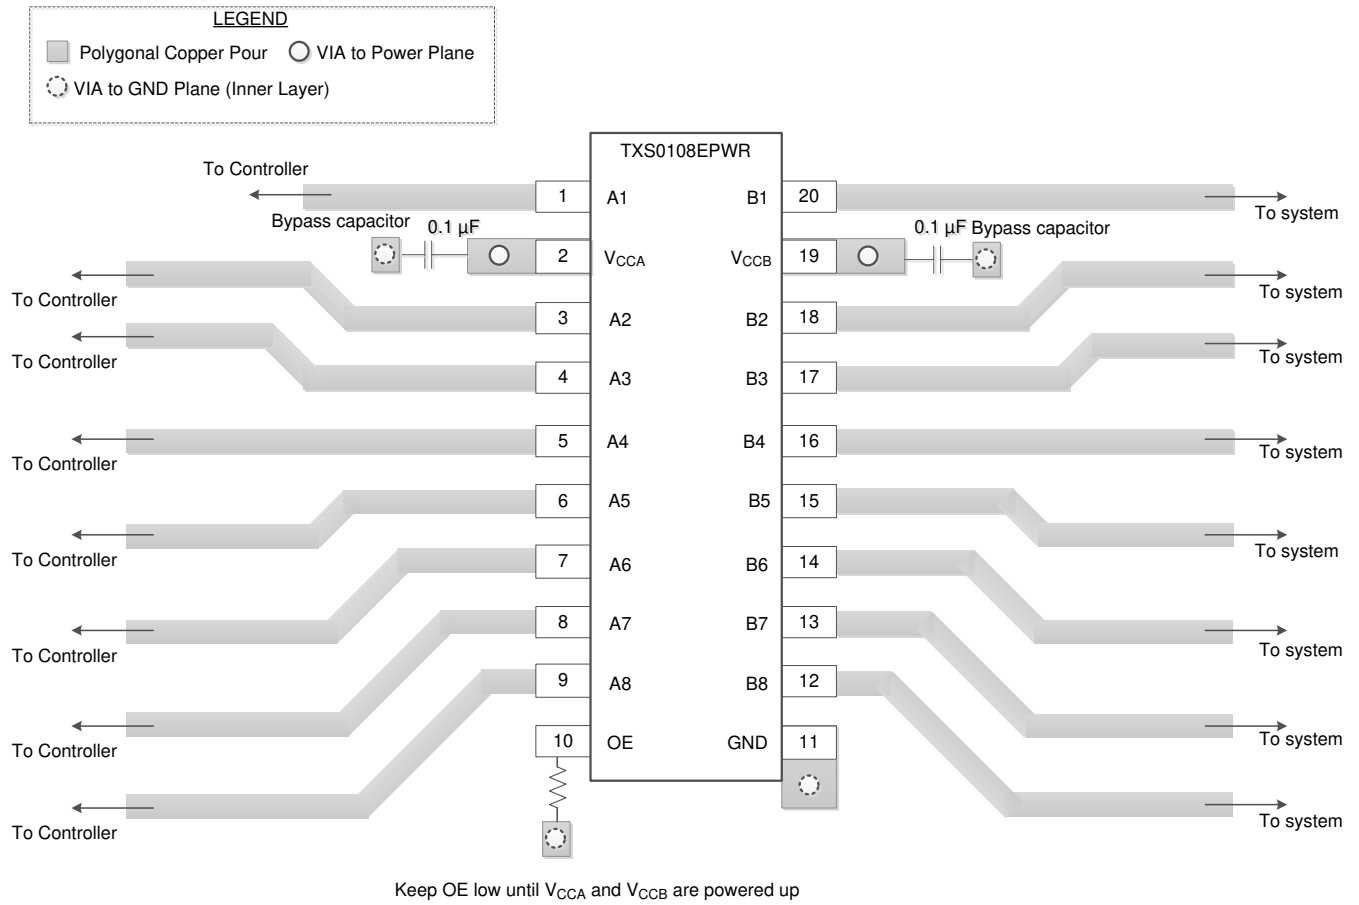 LEGEND
Polygonal Copper Pour
VIA to Power Plane
VIA to GND Plane (Inner Layer)
TXS0108EPWR
To Controller
1
A1
B1
20
To system
Bypass capacitor
0.1 µF
2
VCCA
VCCB
19
0.1 µF
Bypass capacitor
To Controller
3
A2
B2
18
To system
To Controller
4
A3
B3
17
To system
To Controller
5
A4
B4
16
To system
To Controller
6
A5
B5
15
To system
To Controller
7
A6
B6
14
To system
To Controller
8
A7
B7
13
To system
To Controller
9
A8
B8
12
To system
10
OE
GND
11
Keep OE low until VCCA and VCCB are powered up